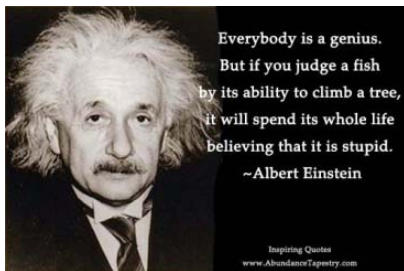 Everybody is a genius.
But if you judge a fish
by its ability to climb a tree,
it will spend its whole life
believing that it is stupid.
~Albert Einstein
Inspiring Quotes
www.AbundanceTapestry.com